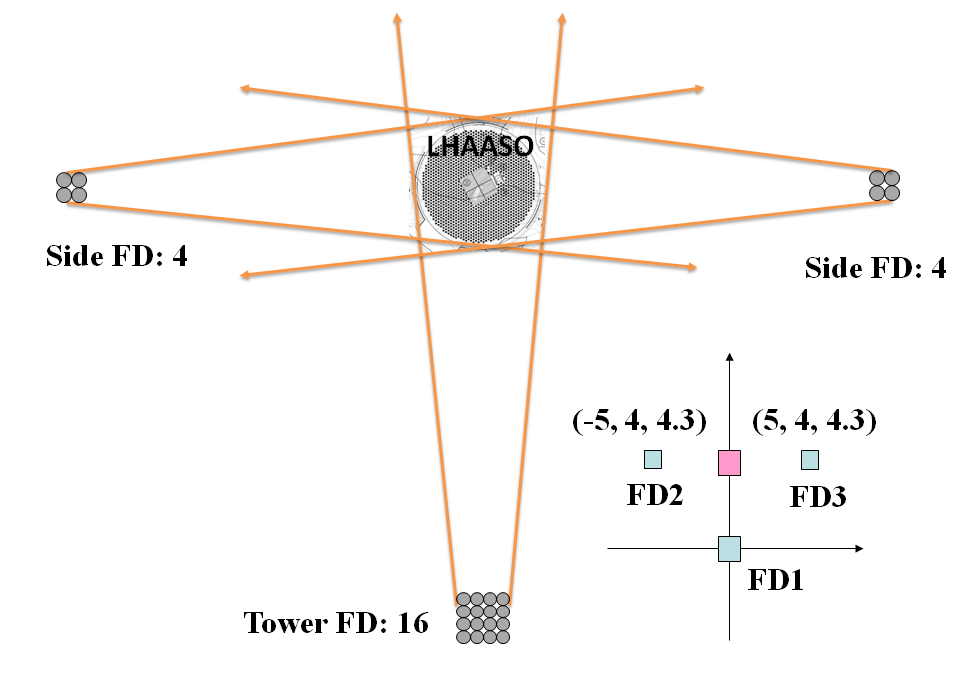 LHAASO
Side FD: 4
Side FD: 4
(-5, 4, 4.3)
(5, 4, 4.3)
FD2
FD3
FD1
Tower FD: 16